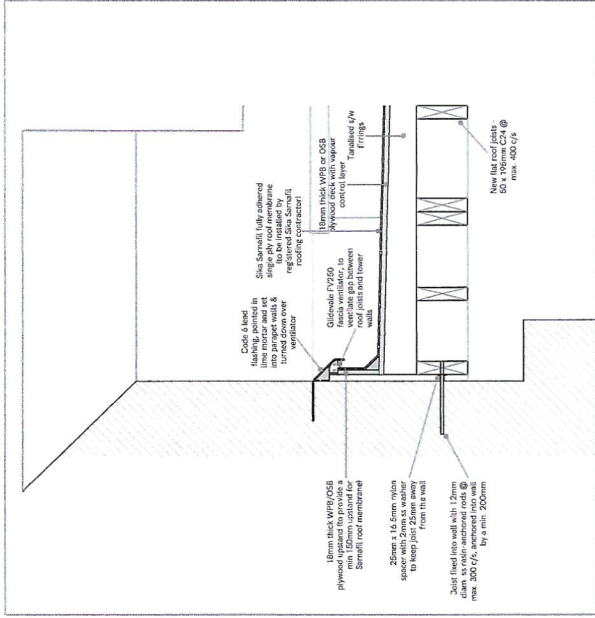 Code 6 lead
flashing, pointed in
lime mortar and set
into parapet walls &
turned down over
ventilator
Sika Sarnafil fully adhered
single ply roof membrane
(to be installed by
registered Sika Sarnafil
roofing contractor)
Glidevale FV250
fascia ventilator, to
ventilate gap between
roof joists and tower
walls
18mm thick WPB or OSB
plywood deck with vapour
control layer
Tanalised s/w
firrings
18mm thick WPB/OSB
plywood upstand (to provide a
min 150mm upstand for
Sarnafil roof membrane)
25mm x 16.5mm nylon
spacer with 2mm ss washer
to keep joist 25mm away
from the wall
Joist fixed into wall with 12mm
diam ss resin-anchored rods @
max. 300 c/s, anchored into wall
by a min. 200mm
New flat roof joists -
50 x 195mm C24 @
max. 400 c/s